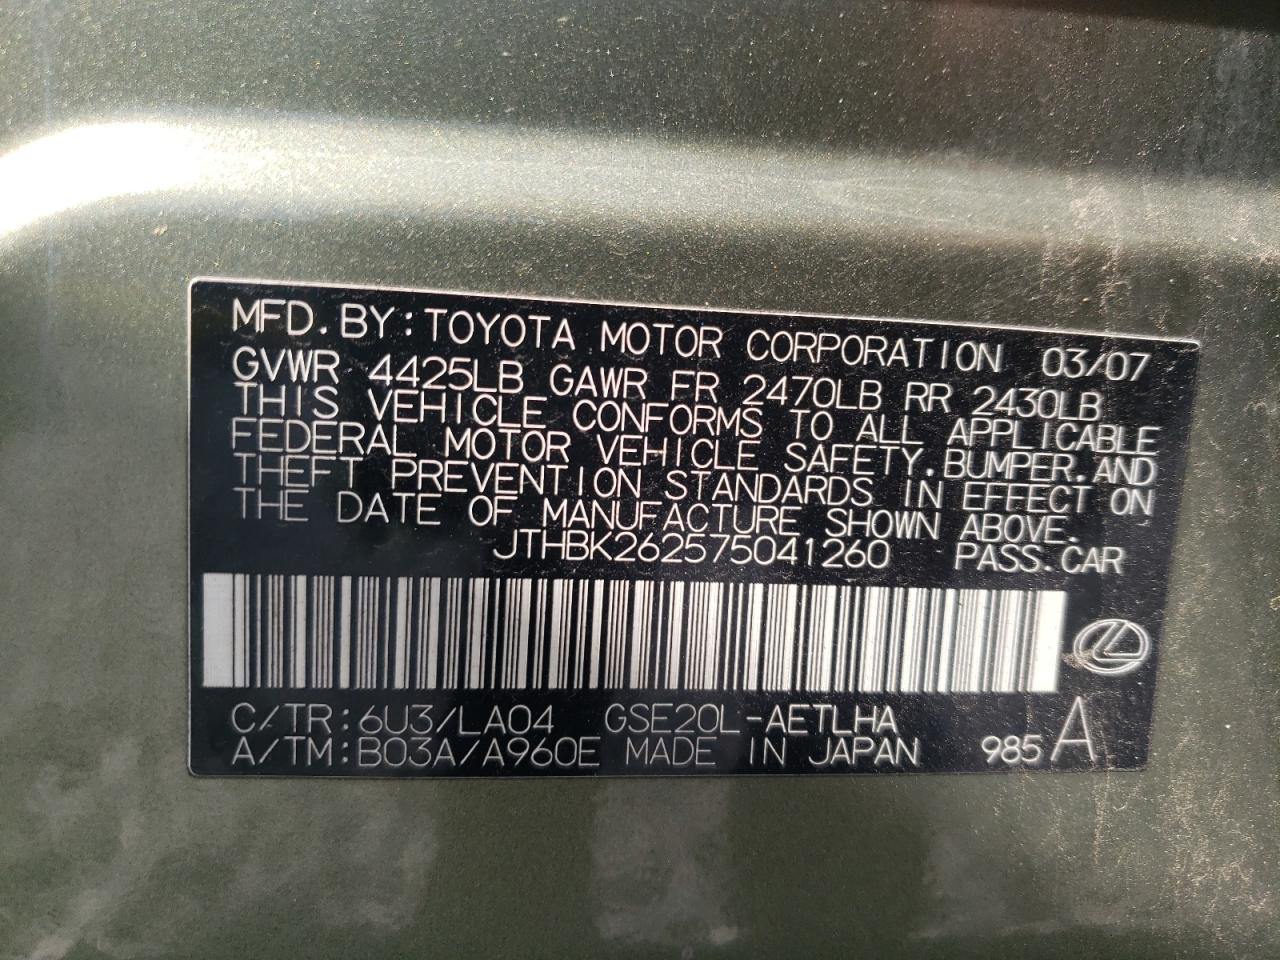 MFD.BY:TOYOTA MOTOR CORPORATION 03/07
GVWR 4425LB GAWR FR 2470LB RR 2430LB
THIS VEHICLE CONFORMS TO ALL APPLICABLE
FEDERAL MOTOR VEHICLE SAFETY.BUMPER.AND
THEFT PREVENTION STANDARDS IN EFFECT ON
THE DATE OF MANUFACTURE SHOWN ABOVE.
JTHBK262575041260 PASS.CAR
C/TR:6U3/LA04 GSE20L-AETLHA
A/TM:B03A/A960E MADE IN JAPAN 985 A